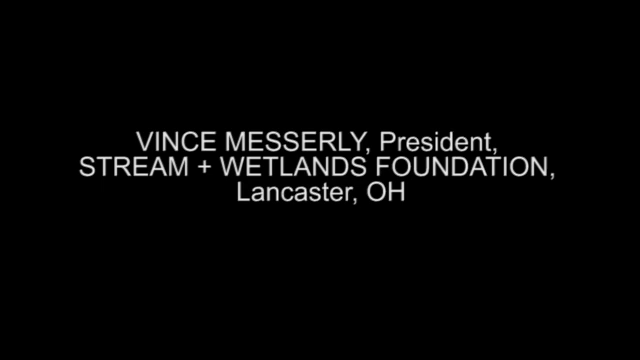 VINCE MESSERLY, President,
STREAM + WETLANDS FOUNDATION,
Lancaster, OH